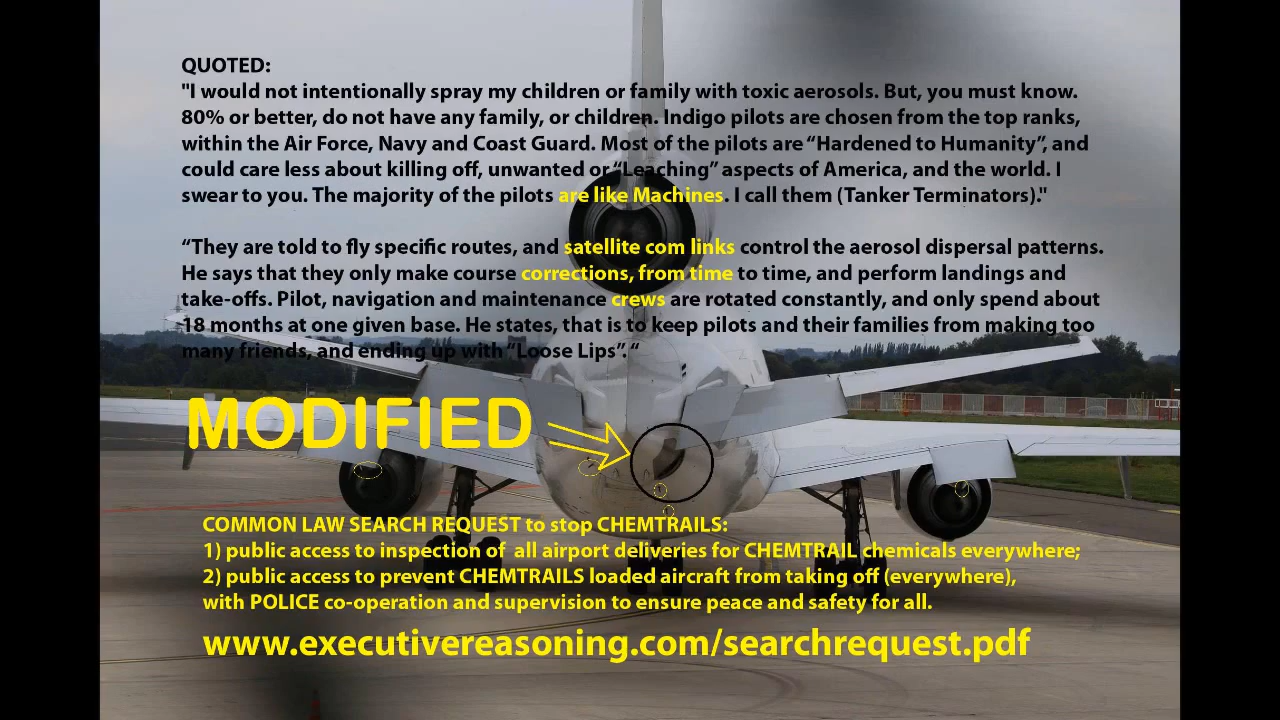 QUOTED:
"I would not intentionally spray my children or family with toxic aerosols. But, you must know.
80% or better, do not have any family, or children. Indigo pilots are chosen from the top ranks,
within the Air Force, Navy and Coast Guard. Most of the pilots are “Hardened to Humanity”, and
could care less about killing off, unwanted or “Leaching” aspects of America, and the world. I
swear to you. The majority of the pilots are like Machines. I call them (Tanker Terminators)."
“They are told to fly specific routes, and satellite com links control the aerosol dispersal patterns.
He says that they only make course corrections, from time to time, and perform landings and
take-offs. Pilot, navigation and maintenance crews are rotated constantly, and only spend about
18 months at one given base. He states, that is to keep pilots and their families from making too
many friends, and ending up with “Loose Lips”. “
MODIFIED
COMMON LAW SEARCH REQUEST to stop CHEMTRAILS:
1) public access to inspection of  all airport deliveries for CHEMTRAIL chemicals everywhere;
2) public access to prevent CHEMTRAILS loaded aircraft from taking off (everywhere),
with POLICE co-operation and supervision to ensure peace and safety for all.
www.executivereasoning.com/searchrequest.pdf